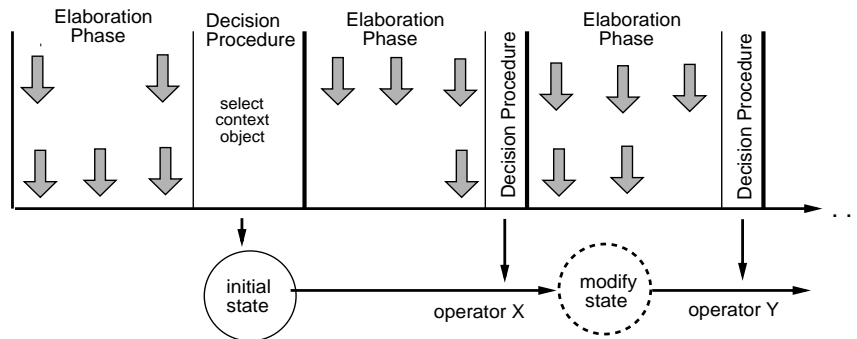 Elaboration
Phase
Decision
Procedure
select
context
object
Elaboration
Phase
Decision Procedure
Elaboration
Phase
Decision Procedure
. .
initial
state
operator X
modify
state
operator Y